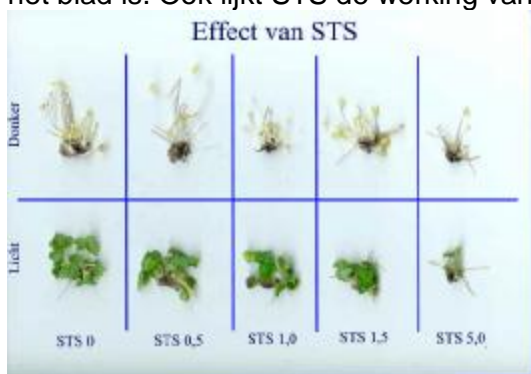 het blad is. Ook lijkt STS de werking van
Effect van STS
Donker
Licht
STS 0
STS 0,5
STS 1,0
STS 1,5
STS 5,0